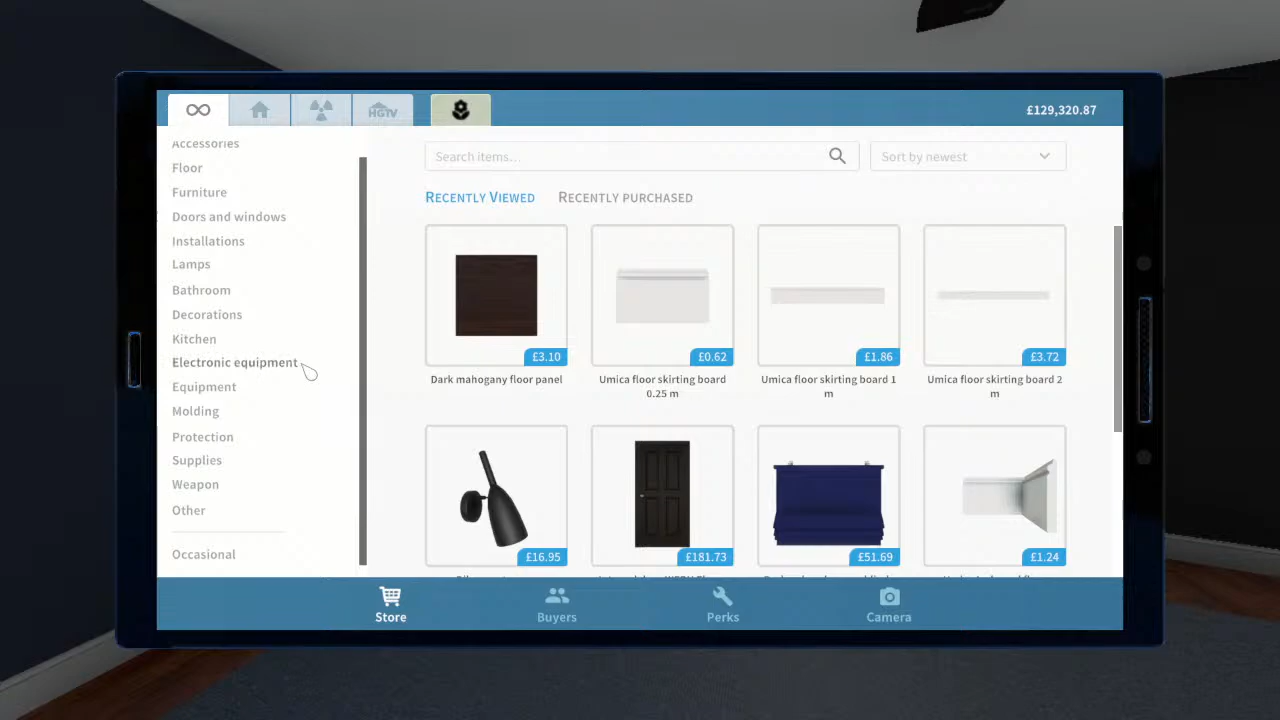 HGTV
£129,320.87
Accessories
Floor
Furniture
Doors and windows
Installations
Lamps
Bathroom
Decorations
Kitchen
Electronic equipment
Equipment
Molding
Protection
Supplies
Weapon
Other
Occasional
Search items...
Sort by newest
RECENTLY VIEWED
RECENTLY PURCHASED
£3.10
£0.62
£1.86
£3.72
Dark mahogany floor panel
Umica floor skirting board
0.25 m
Umica floor skirting board 1
m
Umica floor skirting board 2
m
£16.95
£181.73
£51.69
£1.24
Store
Buyers
Perks
Camera